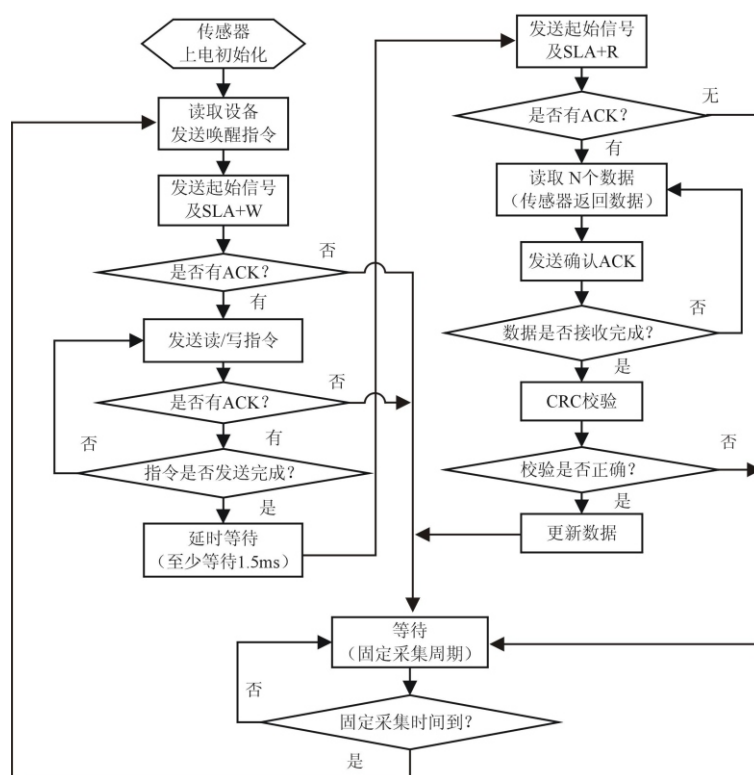 传感器
上电初始化
读取设备
发送唤醒指令
发送起始信号
及SLA+W
是否有ACK?
否
有
发送读/写指令
是否有ACK?
否
有
否
指令是否发送完成?
是
延时等待
(至少等待1.5ms)
发送起始信号
及SLA+R
是否有ACK?
无
有
读取 N个数据
(传感器返回数据)
发送确认ACK
数据是否接收完成?
否
是
CRC校验
校验是否正确?
否
是
更新数据
等待
(固定采集周期)
否
固定采集时间到?
是